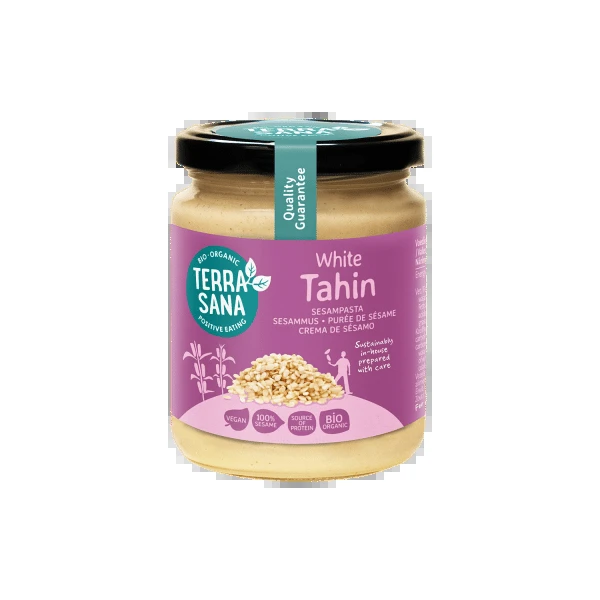 TERRA
SANA
Quality
Guarantee
BIO·ORGANIC
TERRA
SANA
POSITIVE EATING
White
Tahin
SESAMPASTA
SESAMMUS • PURÉE DE SÉSAME
CREMA DE SÉSAMO
Sustainably
in-house
prepared
with care
VEGAN
100%
SESAME
SOURCE
OF
PROTEIN
BIO
ORGANIC